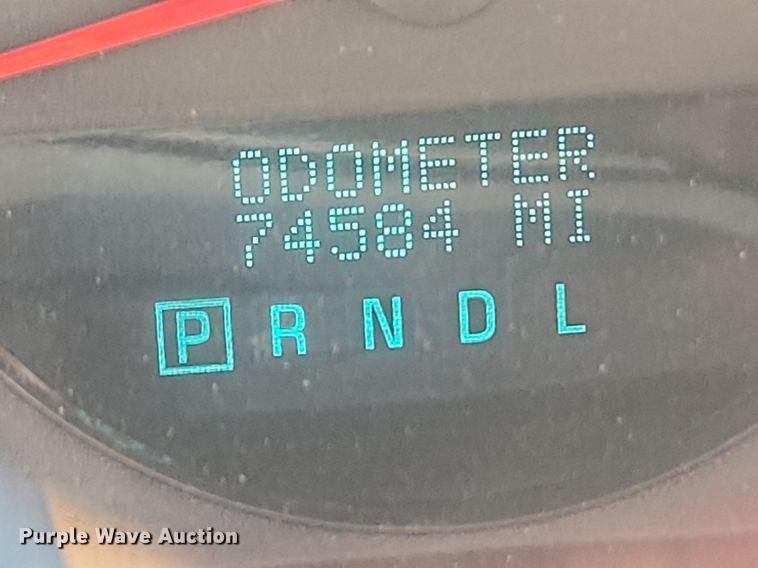 ODOMETER
74584 MI
P R N D L
Purple Wave Auction